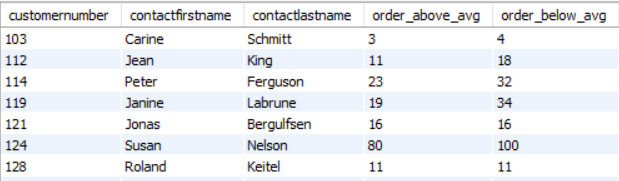 customernumber contactfirstname contactlastname order_above_avg order_below_avg
103 Carine Schmitt 3 4
112 Jean King 11 18
114 Peter Ferguson 23 32
119 Janine Labrune 19 34
121 Jonas Bergulfsen 16 16
124 Susan Nelson 80 100
128 Roland Keitel 11 11